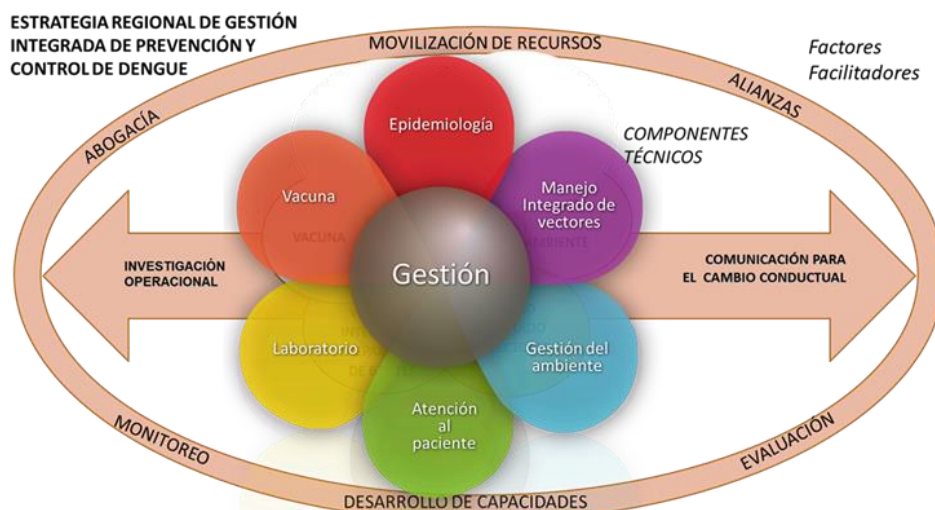 ESTRATEGIA REGIONAL DE GESTIÓN
INTEGRADA DE PREVENCIÓN Y
CONTROL DE DENGUE
MOVILIZACIÓN DE RECURSOS
Factores
Facilitadores
ALIANZAS
ABOGACÍA
COMPONENTES
TÉCNICOS
Epidemiología
Vacuna
Manejo
Integrado de
vectores
VACUNA
INVESTIGACIÓN
OPERACIONAL
Gestión
COMUNICACIÓN PARA
EL CAMBIO CONDUCTUAL
Laboratorio
Gestión del
ambiente
Atención
al
paciente
MONITOREO
EVALUACIÓN
DESARROLLO DE CAPACIDADES